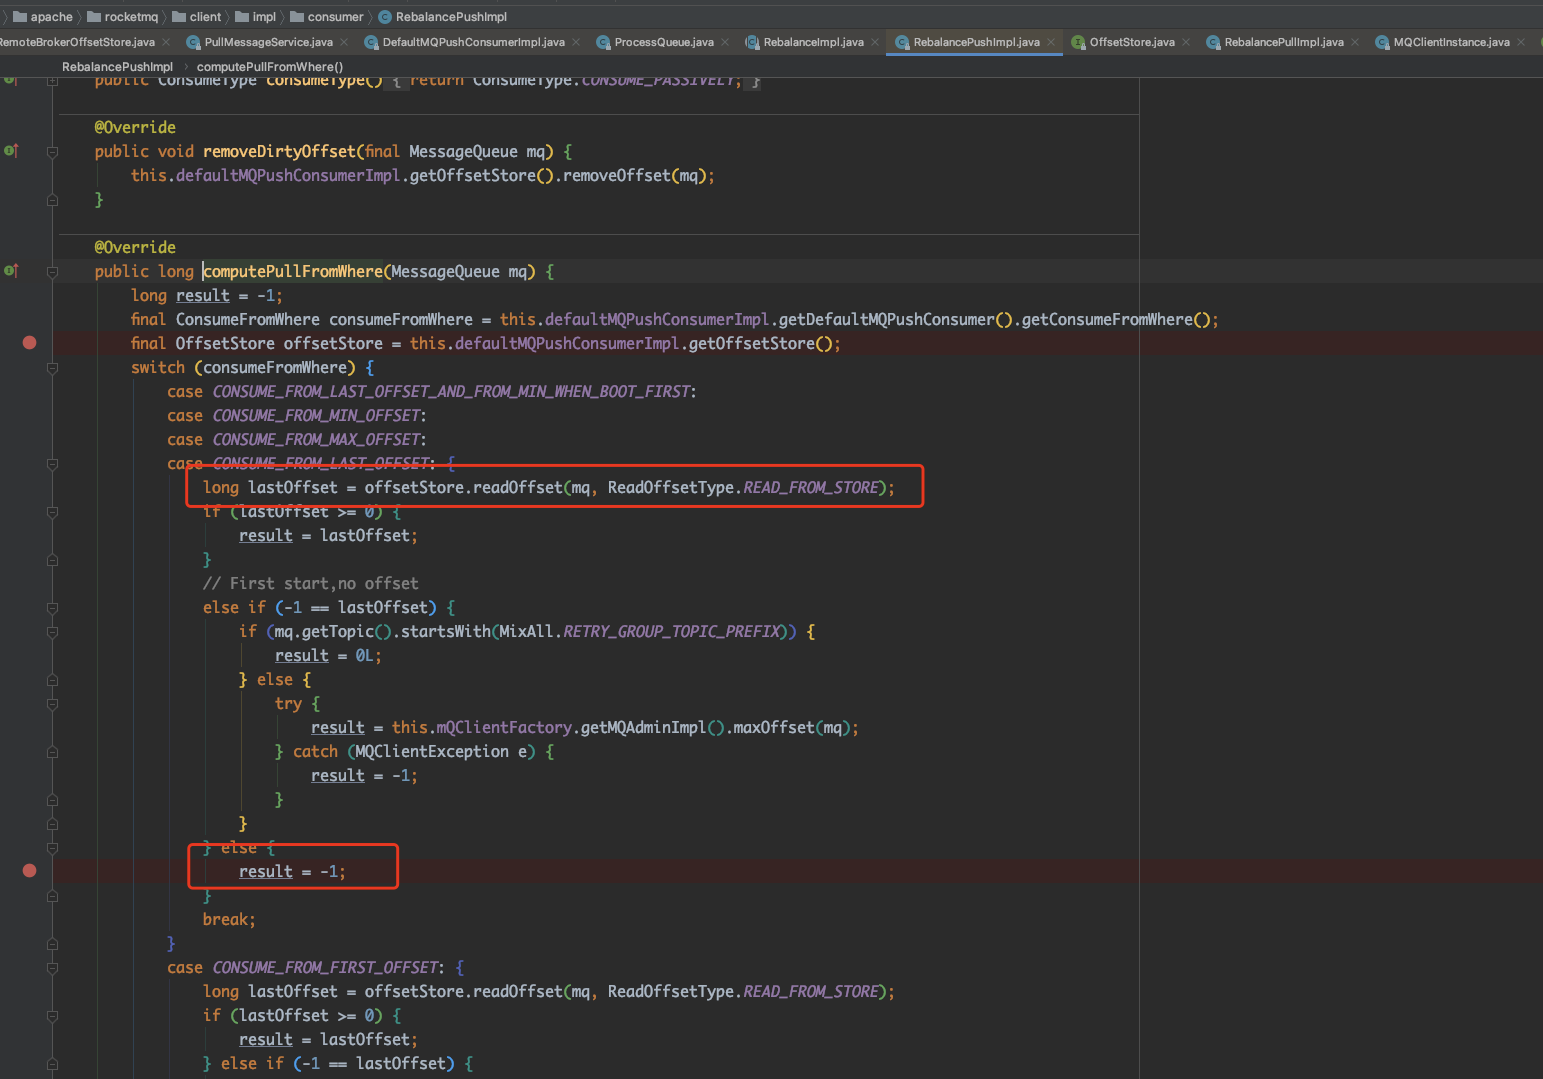 apache rocketmq client impl consumer RebalancePushImpl
RemoteBrokerOffsetStore.java PullMessageService.java DefaultMQPushConsumerImpl.java ProcessQueue.java RebalanceImpl.java RebalancePushImpl.java OffsetStore.java RebalancePullImpl.java MQClientInstance.java
RebalancePushImpl computePullFromWhere()
public ConsumeType consumeType() { return ConsumeType.CONSUME_PASSIVELY; }
@Override
public void removeDirtyOffset(final MessageQueue mq) {
this.defaultMQPushConsumerImpl.getOffsetStore().removeOffset(mq);
}
@Override
public long computePullFromWhere(MessageQueue mq) {
long result = -1;
final ConsumeFromWhere consumeFromWhere = this.defaultMQPushConsumerImpl.getDefaultMQPushConsumer().getConsumeFromWhere();
final OffsetStore offsetStore = this.defaultMQPushConsumerImpl.getOffsetStore();
switch (consumeFromWhere) {
case CONSUME_FROM_LAST_OFFSET_AND_FROM_MIN_WHEN_BOOT_FIRST:
case CONSUME_FROM_MIN_OFFSET:
case CONSUME_FROM_MAX_OFFSET:
case CONSUME_FROM_LAST_OFFSET: {
long lastOffset = offsetStore.readOffset(mq, ReadOffsetType.READ_FROM_STORE);
if (lastOffset >= 0) {
result = lastOffset;
}
// First start,no offset
else if (-1 == lastOffset) {
if (mq.getTopic().startsWith(MixAll.RETRY_GROUP_TOPIC_PREFIX)) {
result = 0L;
} else {
try {
result = this.mQClientFactory.getMQAdminImpl().maxOffset(mq);
} catch (MQClientException e) {
result = -1;
}
}
} else {
result = -1;
}
break;
}
case CONSUME_FROM_FIRST_OFFSET: {
long lastOffset = offsetStore.readOffset(mq, ReadOffsetType.READ_FROM_STORE);
if (lastOffset >= 0) {
result = lastOffset;
} else if (-1 == lastOffset) {